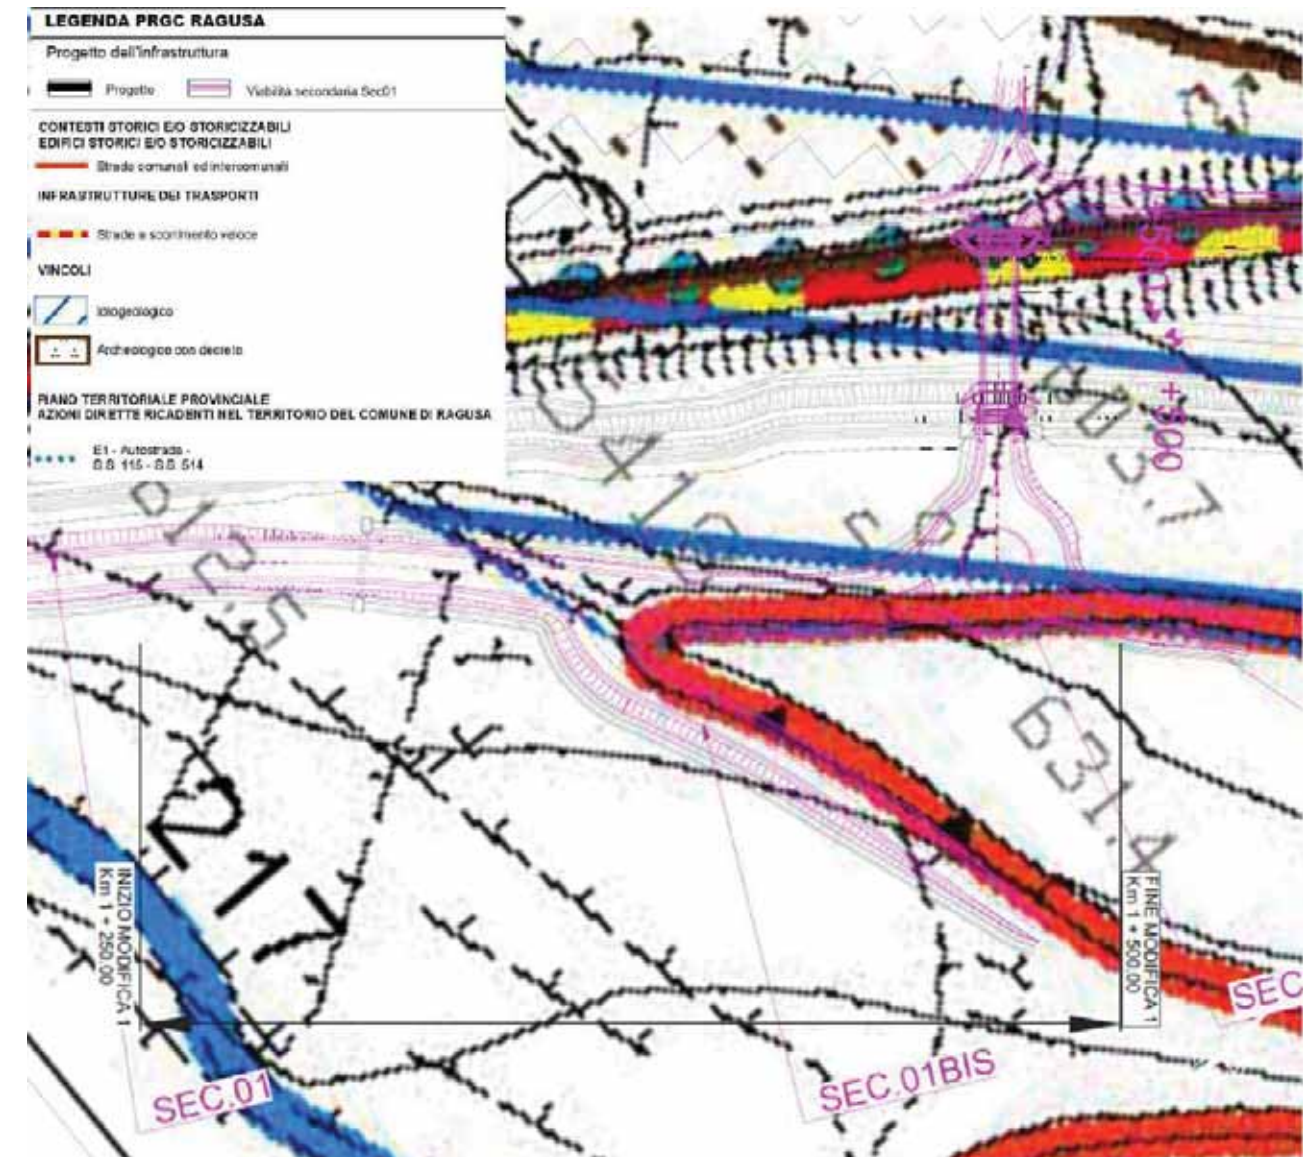 LEGENDA PRGC RAGUSA
Progetto dell'infrastruttura
Progetto
Viabilità secondaria Sec01
CONTESTI STORICI E/O STORICIZZABILI
EDIFICI STORICI E/O STORICIZZABILI
Strade comunali ed intercomunali
INFRASTRUTTURE DEI TRASPORTI
Strade a scorrimento veloce
VINCOLI
Idrogeologico
Archeologico con decreto
PIANO TERRITORIALE PROVINCIALE
AZIONI DIRETTE RICADENTI NEL TERRITORIO DEL COMUNE DI RAGUSA
E1 - Autostrada -
S.S. 115 - S.S. 514
612.5
631.4
217
INIZIO MODIFICA 1
Km 1 + 250.00
FINE MODIFICA 1
Km 1 + 500.00
SEC.01
SEC.01BIS
SEC